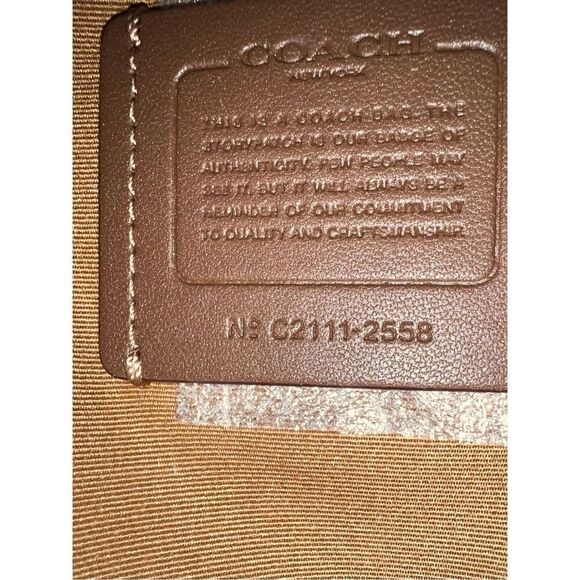 COACH
NEW YORK
THIS IS A COACH BAG. THE
STORYPATCH IS OUR BADGE OF
AUTHENTICITY. FEW PEOPLE MAY
SEE IT, BUT IT WILL ALWAYS BE A
REMINDER OF OUR COMMITMENT
TO QUALITY AND CRAFTSMANSHIP.
Nº C2111-2558